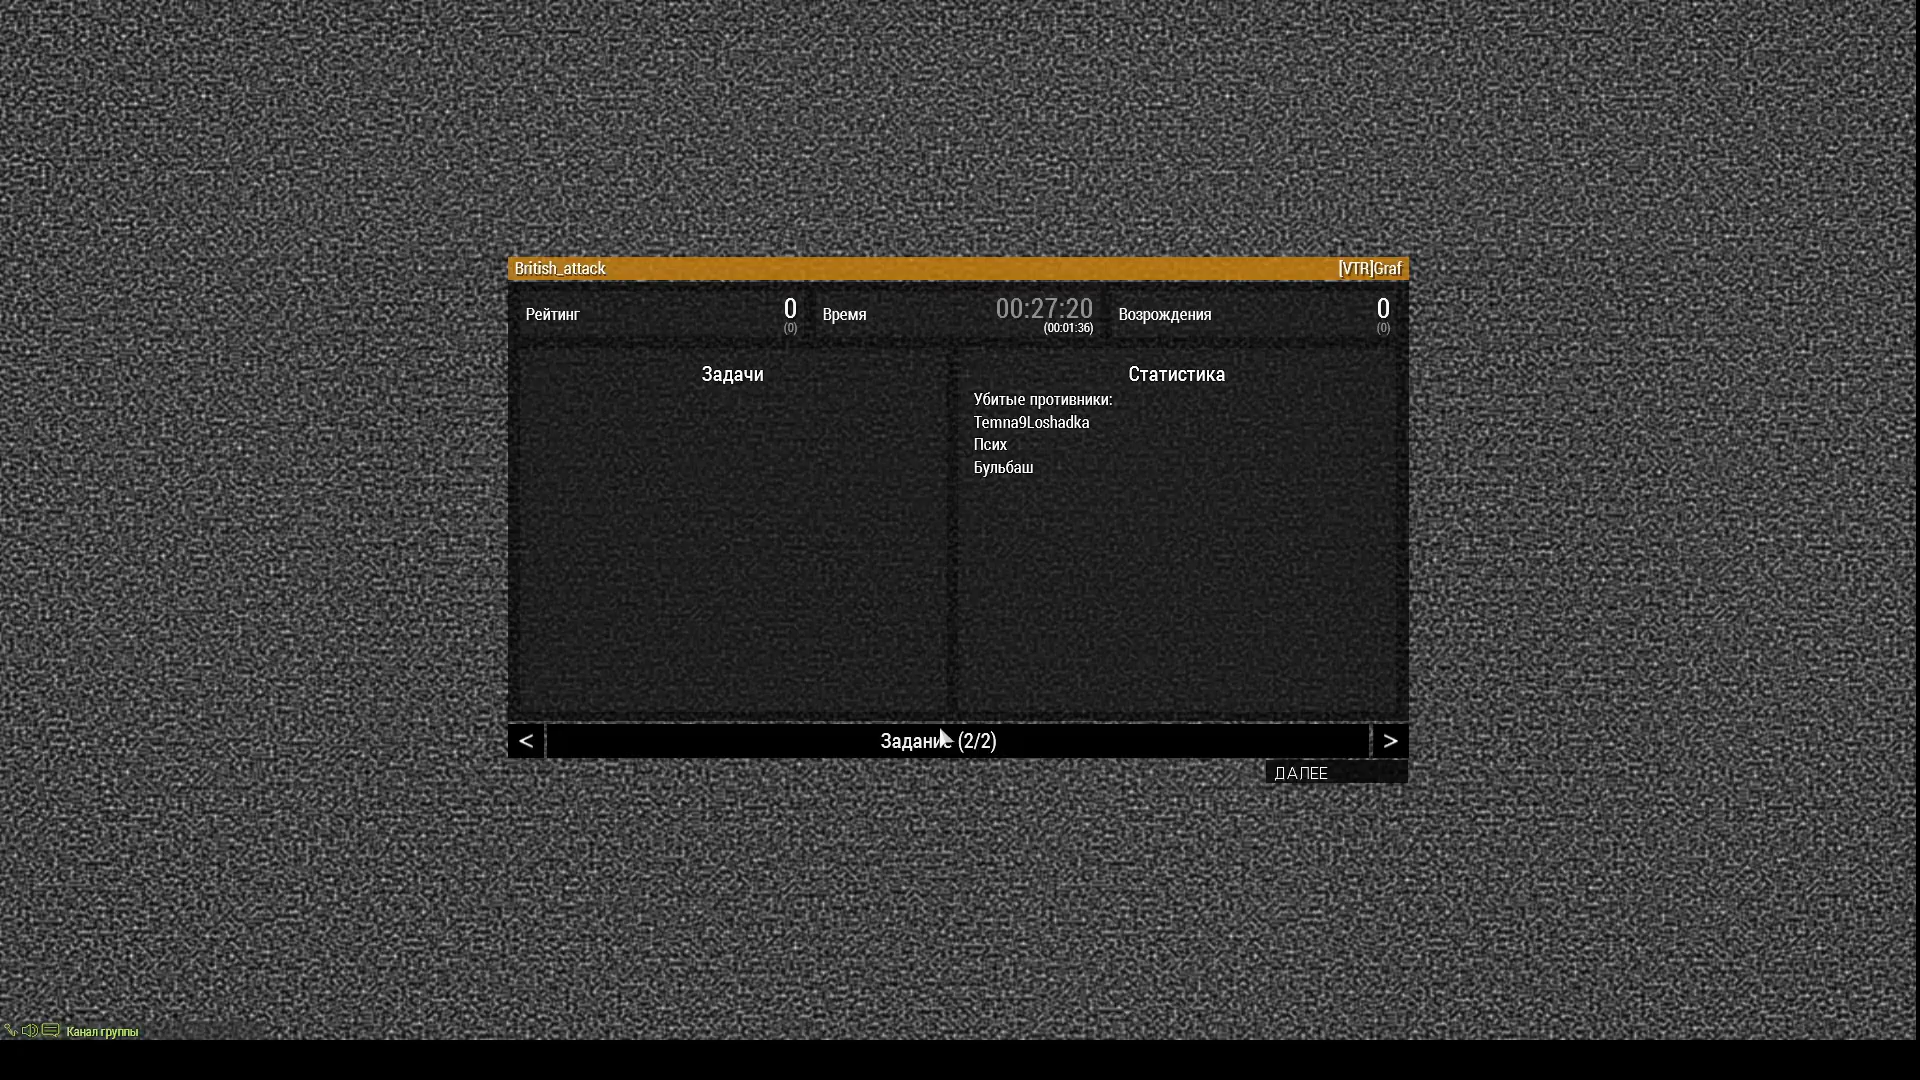 British_attack [VTR]Graf
Рейтинг 0 (0) Время 00:27:20 (00:01:36) Возрождения 0 (0)
Задачи
Статистика
Убитые противники:
Temna9Loshadka
Псих
Бульбаш
< Задание (2/2) >
ДАЛЕЕ
Канал группы